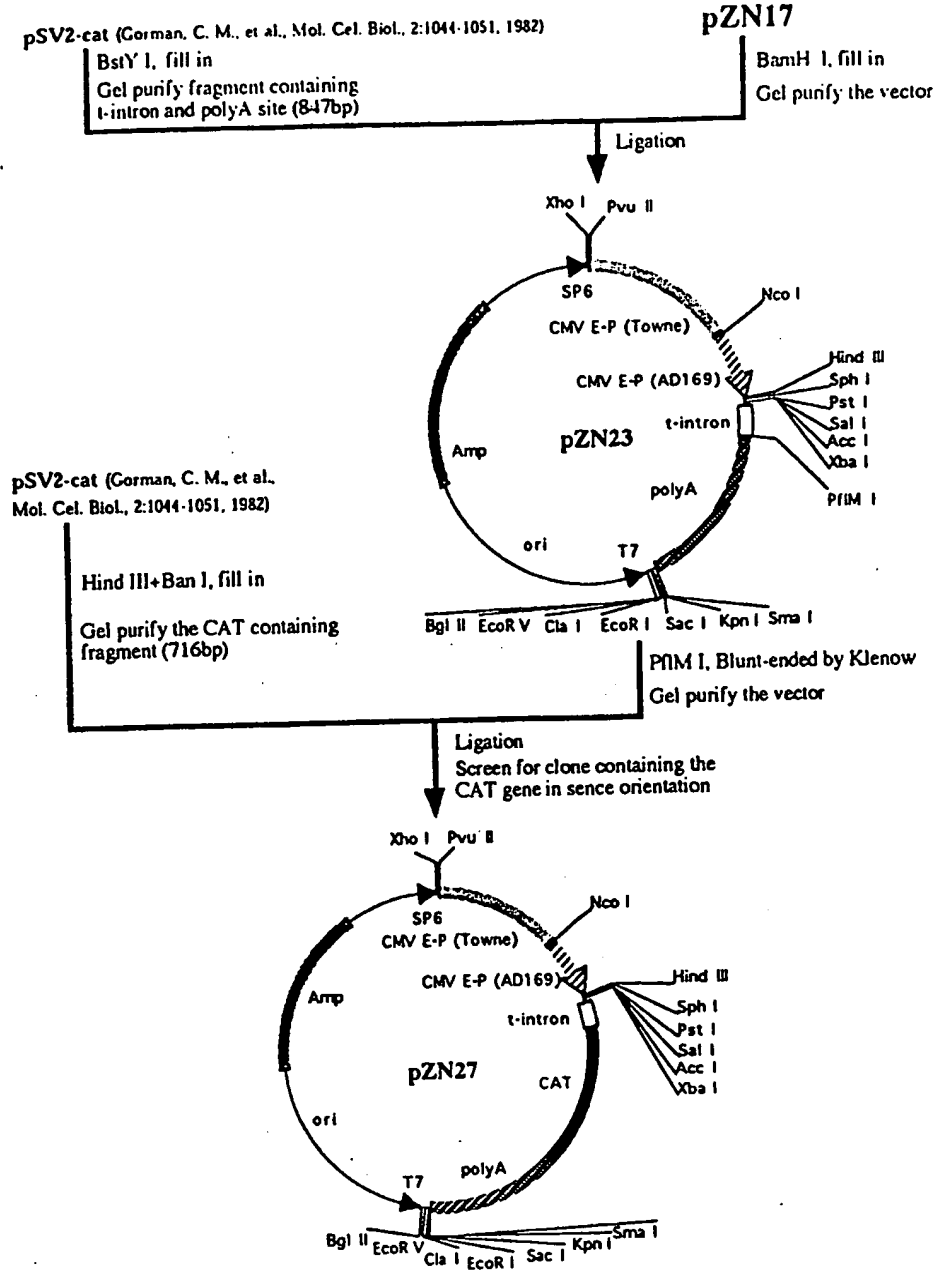 pSV2-cat (Gorman, C. M., et al., Mol. Cel. Biol., 2:1044-1051, 1982)
pZN17
BstY I, fill in
Gel purify fragment containing
t-intron and polyA site (847bp)
BamH I, fill in
Gel purify the vector
Ligation
Xho I
Pvu II
SP6
CMV E-P (Towne)
Nco I
CMV E-P (AD169)
Hind III
Sph I
Pst I
Sal I
Acc I
Xba I
t-intron
pZN23
Amp
PflM I
polyA
ori
T7
Bgl II
EcoR V
Cla I
EcoR I
Sac I
Kpn I
Sma I
pSV2-cat (Gorman, C. M., et al.,
Mol. Cel. Biol., 2:1044-1051, 1982)
Hind III+Ban I, fill in
Gel purify the CAT containing
fragment (716bp)
PflM I, Blunt-ended by Klenow
Gel purify the vector
Ligation
Screen for clone containing the
CAT gene in sence orientation
Xho I
Pvu II
SP6
CMV E-P (Towne)
Nco I
CMV E-P (AD169)
Hind III
Sph I
Pst I
Sal I
Acc I
Xba I
t-intron
Amp
pZN27
CAT
ori
polyA
T7
Bgl II
EcoR V
Cla I
EcoR I
Sac I
Kpn I
Sma I